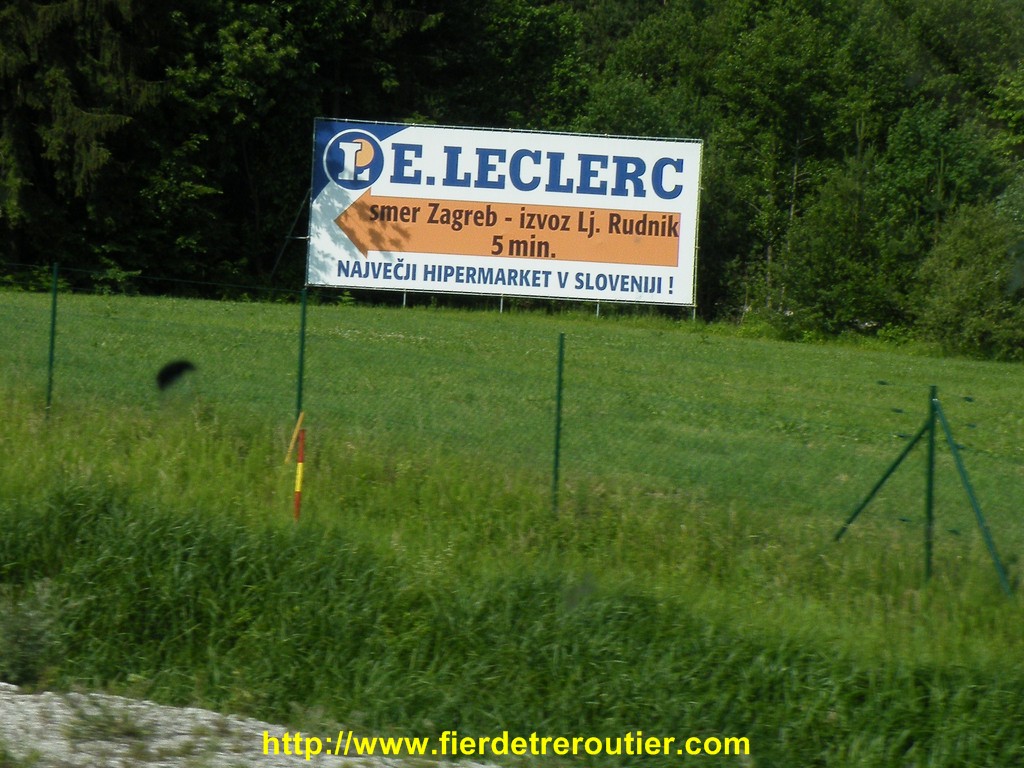 L E.LECLERC
smer Zagreb - izvoz Lj. Rudnik
5 min.
NAJVEČJI HIPERMARKET V SLOVENIJI !
http://www.fierdetreroutier.com